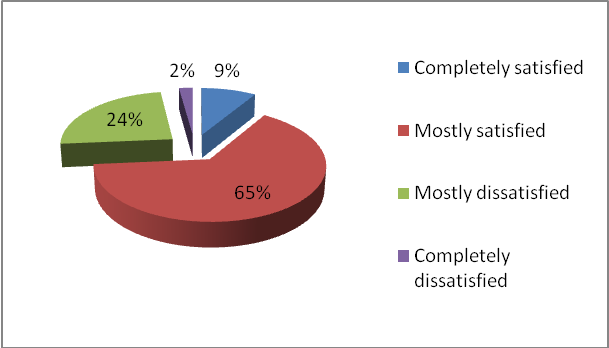 2%
9%
24%
65%
Completely satisfied
Mostly satisfied
Mostly dissatisfied
Completely
dissatisfied